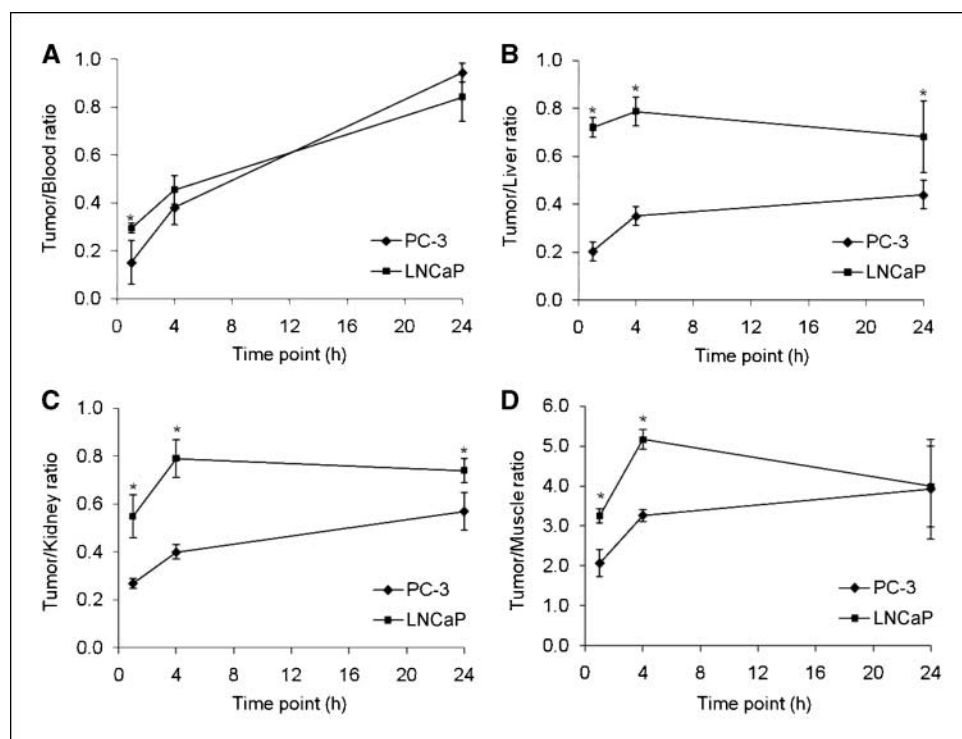 A
Tumor/Blood ratio
1.0
0.8
0.6
0.4
0.2
0.0
*
PC-3
LNCaP
0 4 8 12 16 20 24
Time point (h)
B
Tumor/Liver ratio
1.0
0.8
0.6
0.4
0.2
0.0
* * *
PC-3
LNCaP
0 4 8 12 16 20 24
Time point (h)
C
Tumor/Kidney ratio
1.0
0.8
0.6
0.4
0.2
0.0
* * *
PC-3
LNCaP
0 4 8 12 16 20 24
Time point (h)
D
Tumor/Muscle ratio
6.0
5.0
4.0
3.0
2.0
1.0
0.0
* *
PC-3
LNCaP
0 4 8 12 16 20 24
Time point (h)